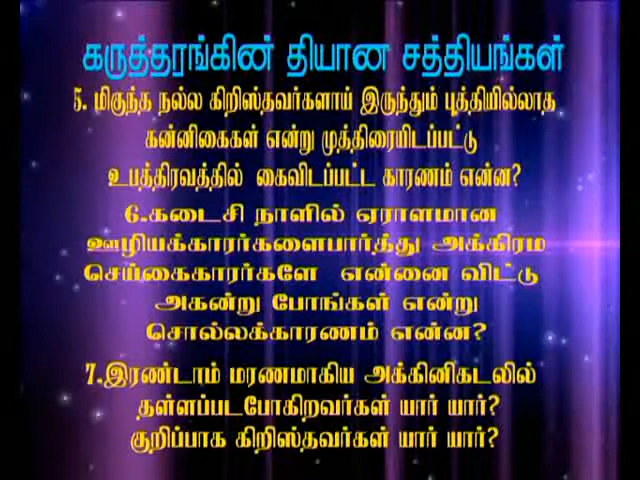 கருத்தரங்கின் தியான சத்தியங்கள்
5. மிகுந்த நல்ல கிறிஸ்தவர்களாய் இருந்தும் புத்தியில்லாத
கன்னிகைகள் என்று முத்திரையிடப்பட்டு
உபத்திரவத்தில் கைவிடப்பட்ட காரணம் என்ன?
6.கடைசி நாளில் ஏராளமான
ஊழியக்காரர்களைபார்த்து அக்கிரம
செய்கைகாரர்களே என்னை விட்டு
அகன்று போங்கள் என்று
சொல்லக்காரணம் என்ன?
7.இரண்டாம் மரணமாகிய அக்கினிகடலில்
தள்ளப்படபோகிறவர்கள் யார் யார்?
குறிப்பாக கிறிஸ்தவர்கள் யார் யார்?